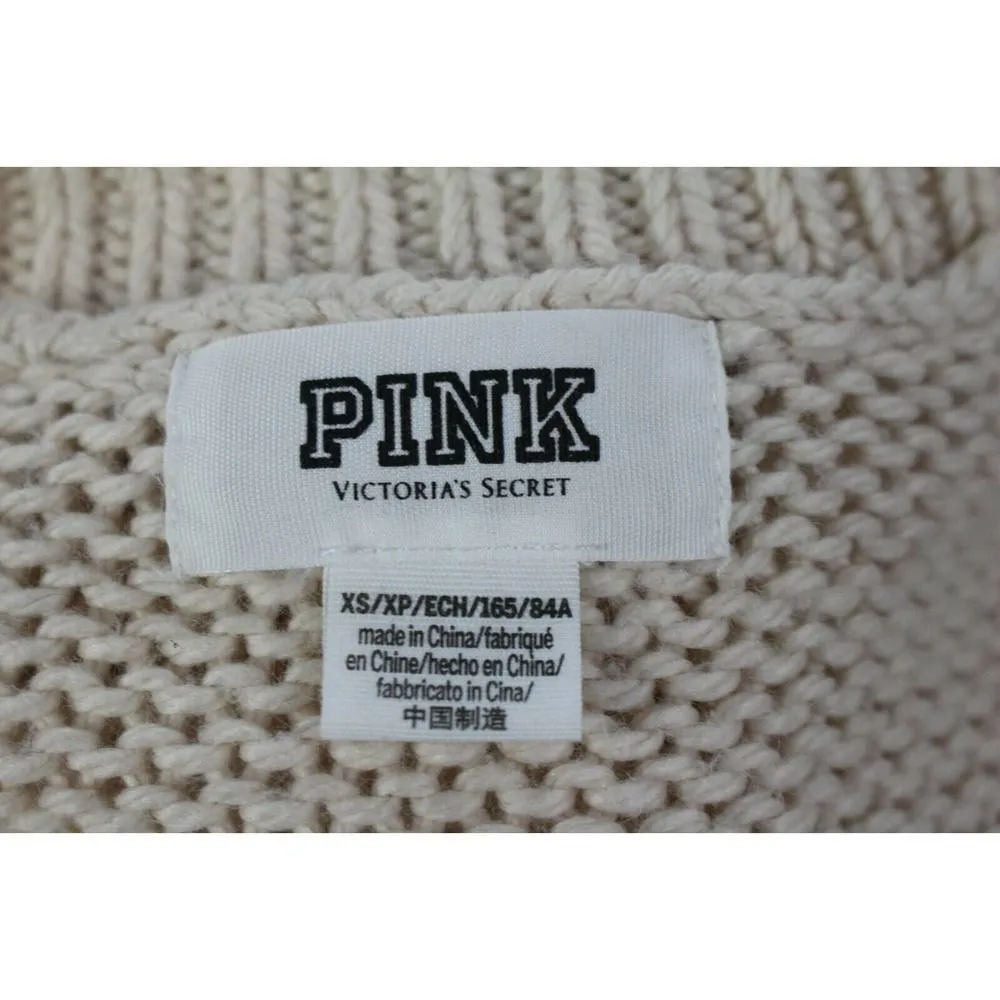 PINK
VICTORIA'S SECRET
XS/XP/ECH/165/84A
made in China/fabriqué
en Chine/hecho en China/
fabbricato in Cina/
中国制造